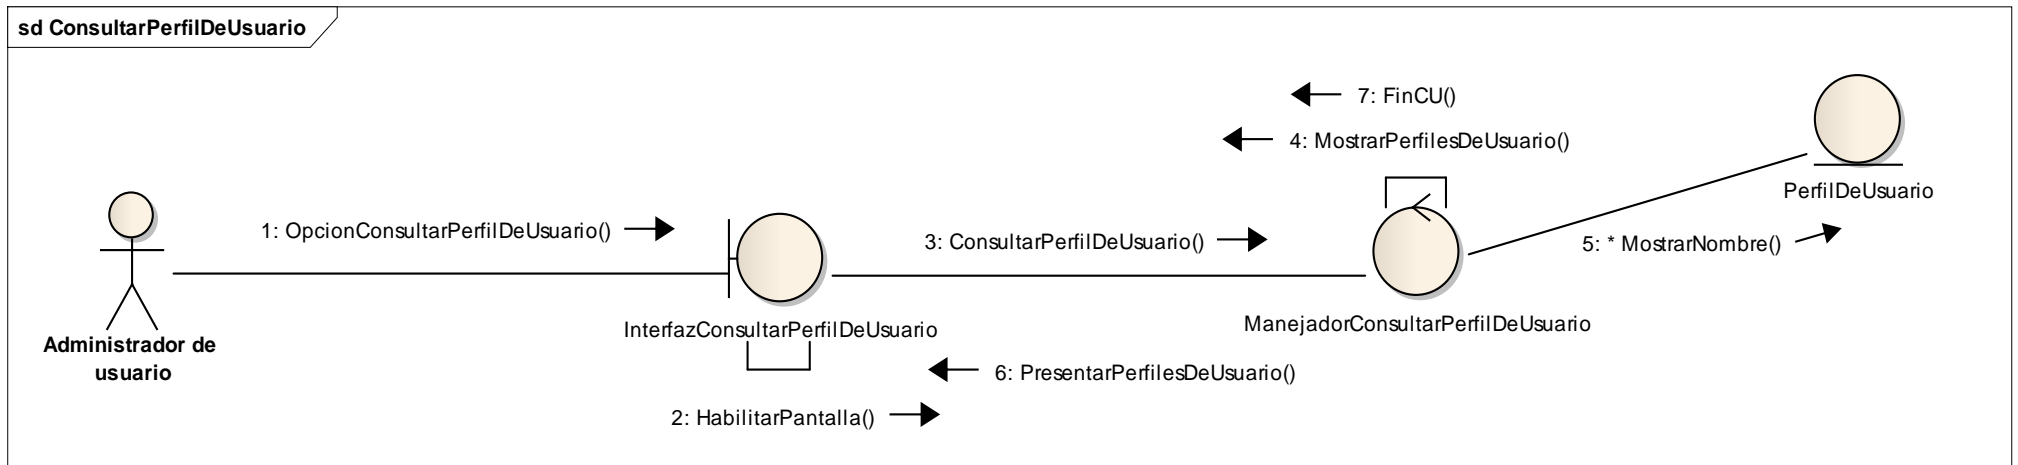 sd ConsultarPerfilDeUsuario
7: FinCU()
4: MostrarPerfilesDeUsuario()
PerfilDeUsuario
1: OpcionConsultarPerfilDeUsuario()
3: ConsultarPerfilDeUsuario()
5: * MostrarNombre()
InterfazConsultarPerfilDeUsuario
ManejadorConsultarPerfilDeUsuario
Administrador de
usuario
6: PresentarPerfilesDeUsuario()
2: HabilitarPantalla()